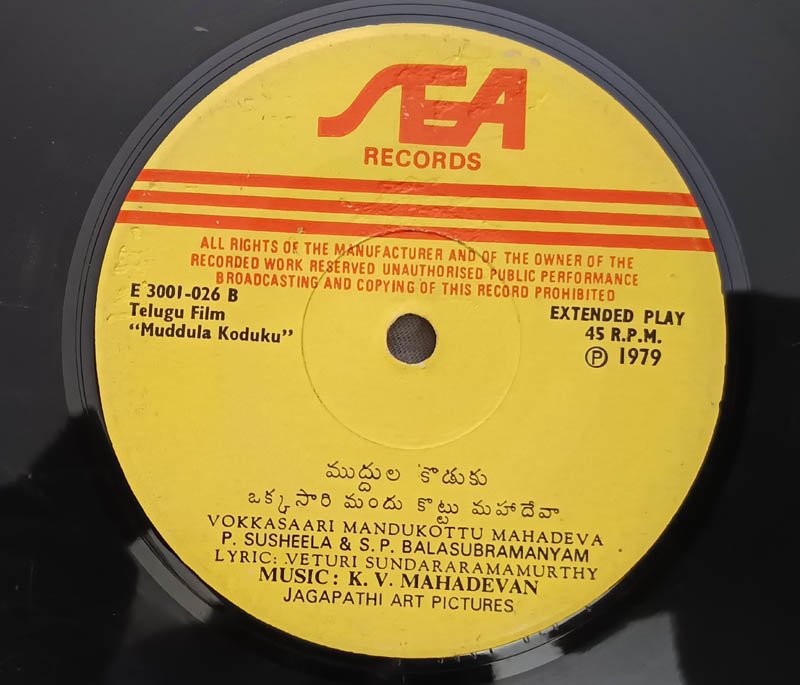 SEA
RECORDS
ALL RIGHTS OF THE MANUFACTURER AND OF THE OWNER OF THE
RECORDED WORK RESERVED UNAUTHORISED PUBLIC PERFORMANCE
BROADCASTING AND COPYING OF THIS RECORD PROHIBITED
E 3001-026 B
Telugu Film
"Muddula Koduku"
EXTENDED PLAY
45 R.P.M.
Ⓟ 1979
ముద్దుల కొడుకు
ఒక్కసారి మందు కొట్టు మహాదేవా
VOKKASAARI MANDUKOTTU MAHADEVA
P. SUSHEELA & S. P. BALASUBRAMANYAM
LYRIC: VETURI SUNDARARAMAMURTHY
MUSIC: K. V. MAHADEVAN
JAGAPATHI ART PICTURES